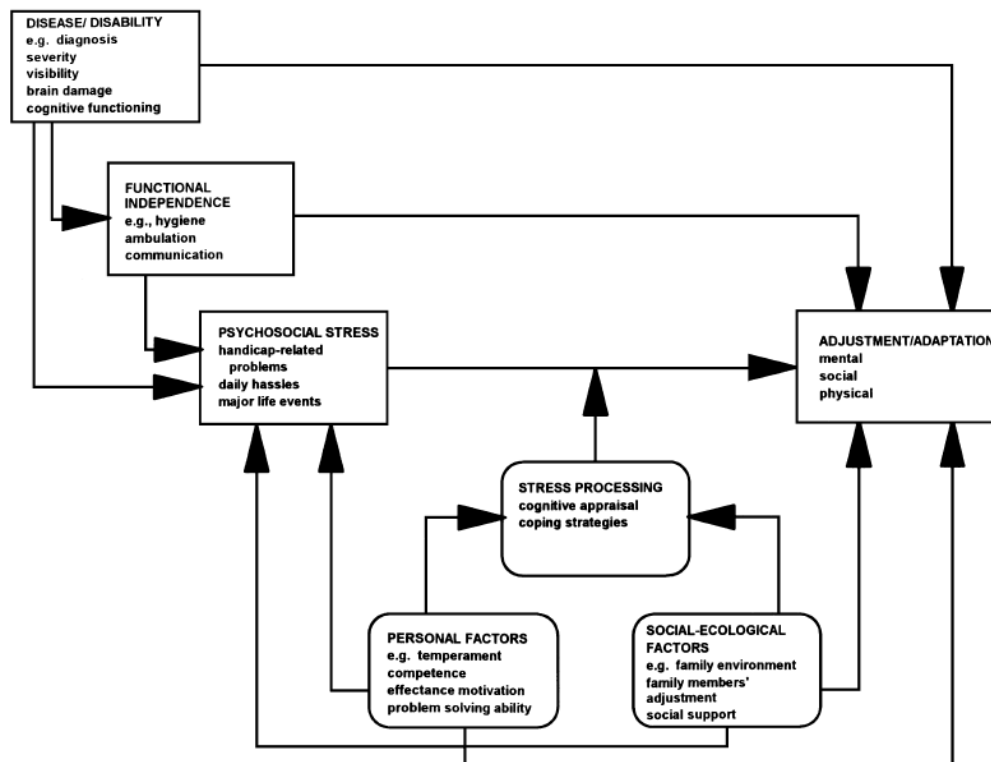 DISEASE/ DISABILITY
e.g. diagnosis
severity
visibility
brain damage
cognitive functioning
FUNCTIONAL
INDEPENDENCE
e.g., hygiene
ambulation
communication
PSYCHOSOCIAL STRESS
handicap-related
problems
daily hassles
major life events
ADJUSTMENT/ADAPTATION
mental
social
physical
STRESS PROCESSING
cognitive appraisal
coping strategies
PERSONAL FACTORS
e.g. temperament
competence
effectance motivation
problem solving ability
SOCIAL-ECOLOGICAL
FACTORS
e.g. family environment
family members'
adjustment
social support